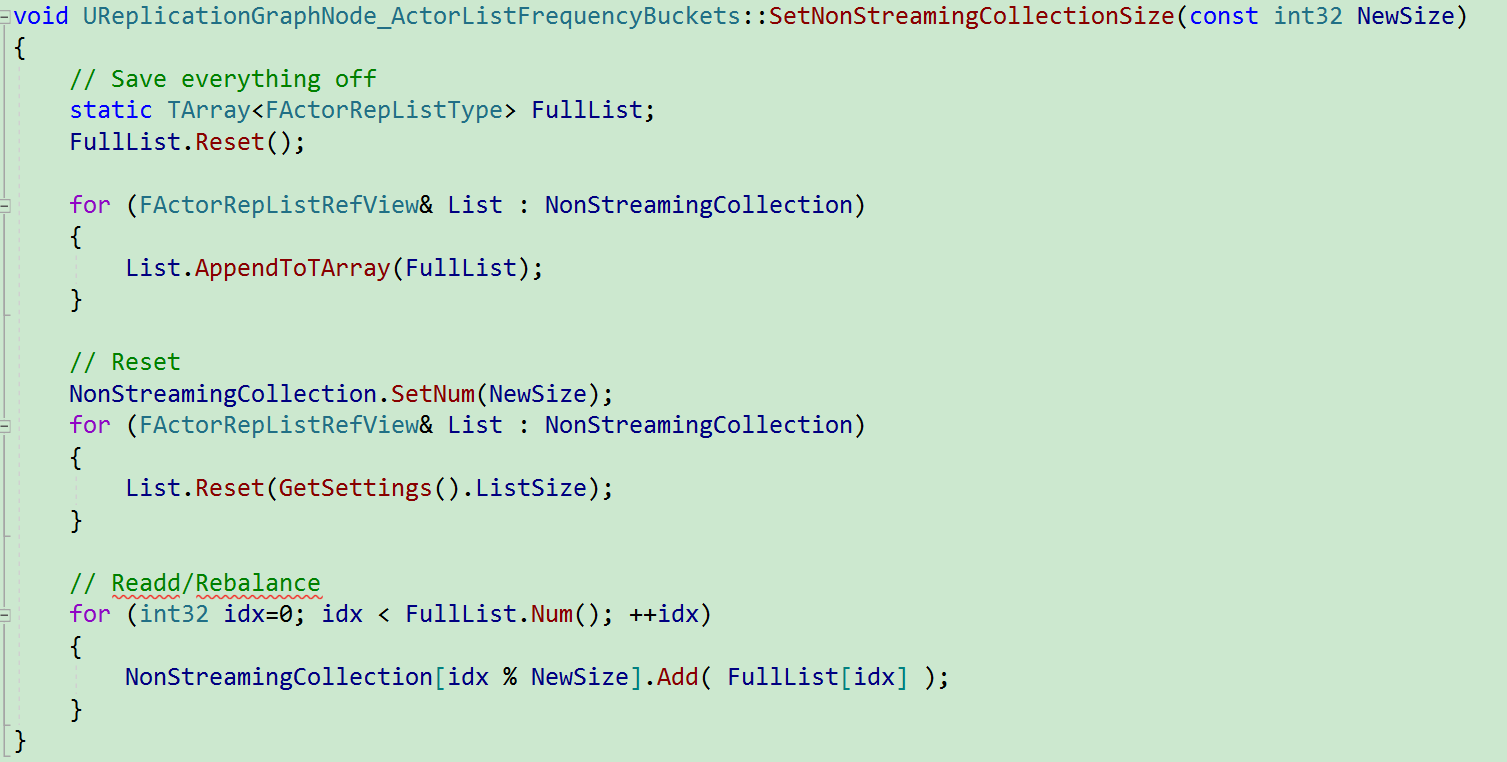 void UReplicationGraphNode_ActorListFrequencyBuckets::SetNonStreamingCollectionSize(const int32 NewSize)
{
    // Save everything off
    static TArray<FActorRepListType> FullList;
    FullList.Reset();

    for (FActorRepListRefView& List : NonStreamingCollection)
    {
        List.AppendToTArray(FullList);
    }

    // Reset
    NonStreamingCollection.SetNum(NewSize);
    for (FActorRepListRefView& List : NonStreamingCollection)
    {
        List.Reset(GetSettings().ListSize);
    }

    // Readd/Rebalance
    for (int32 idx=0; idx < FullList.Num(); ++idx)
    {
        NonStreamingCollection[idx % NewSize].Add( FullList[idx] );
    }
}